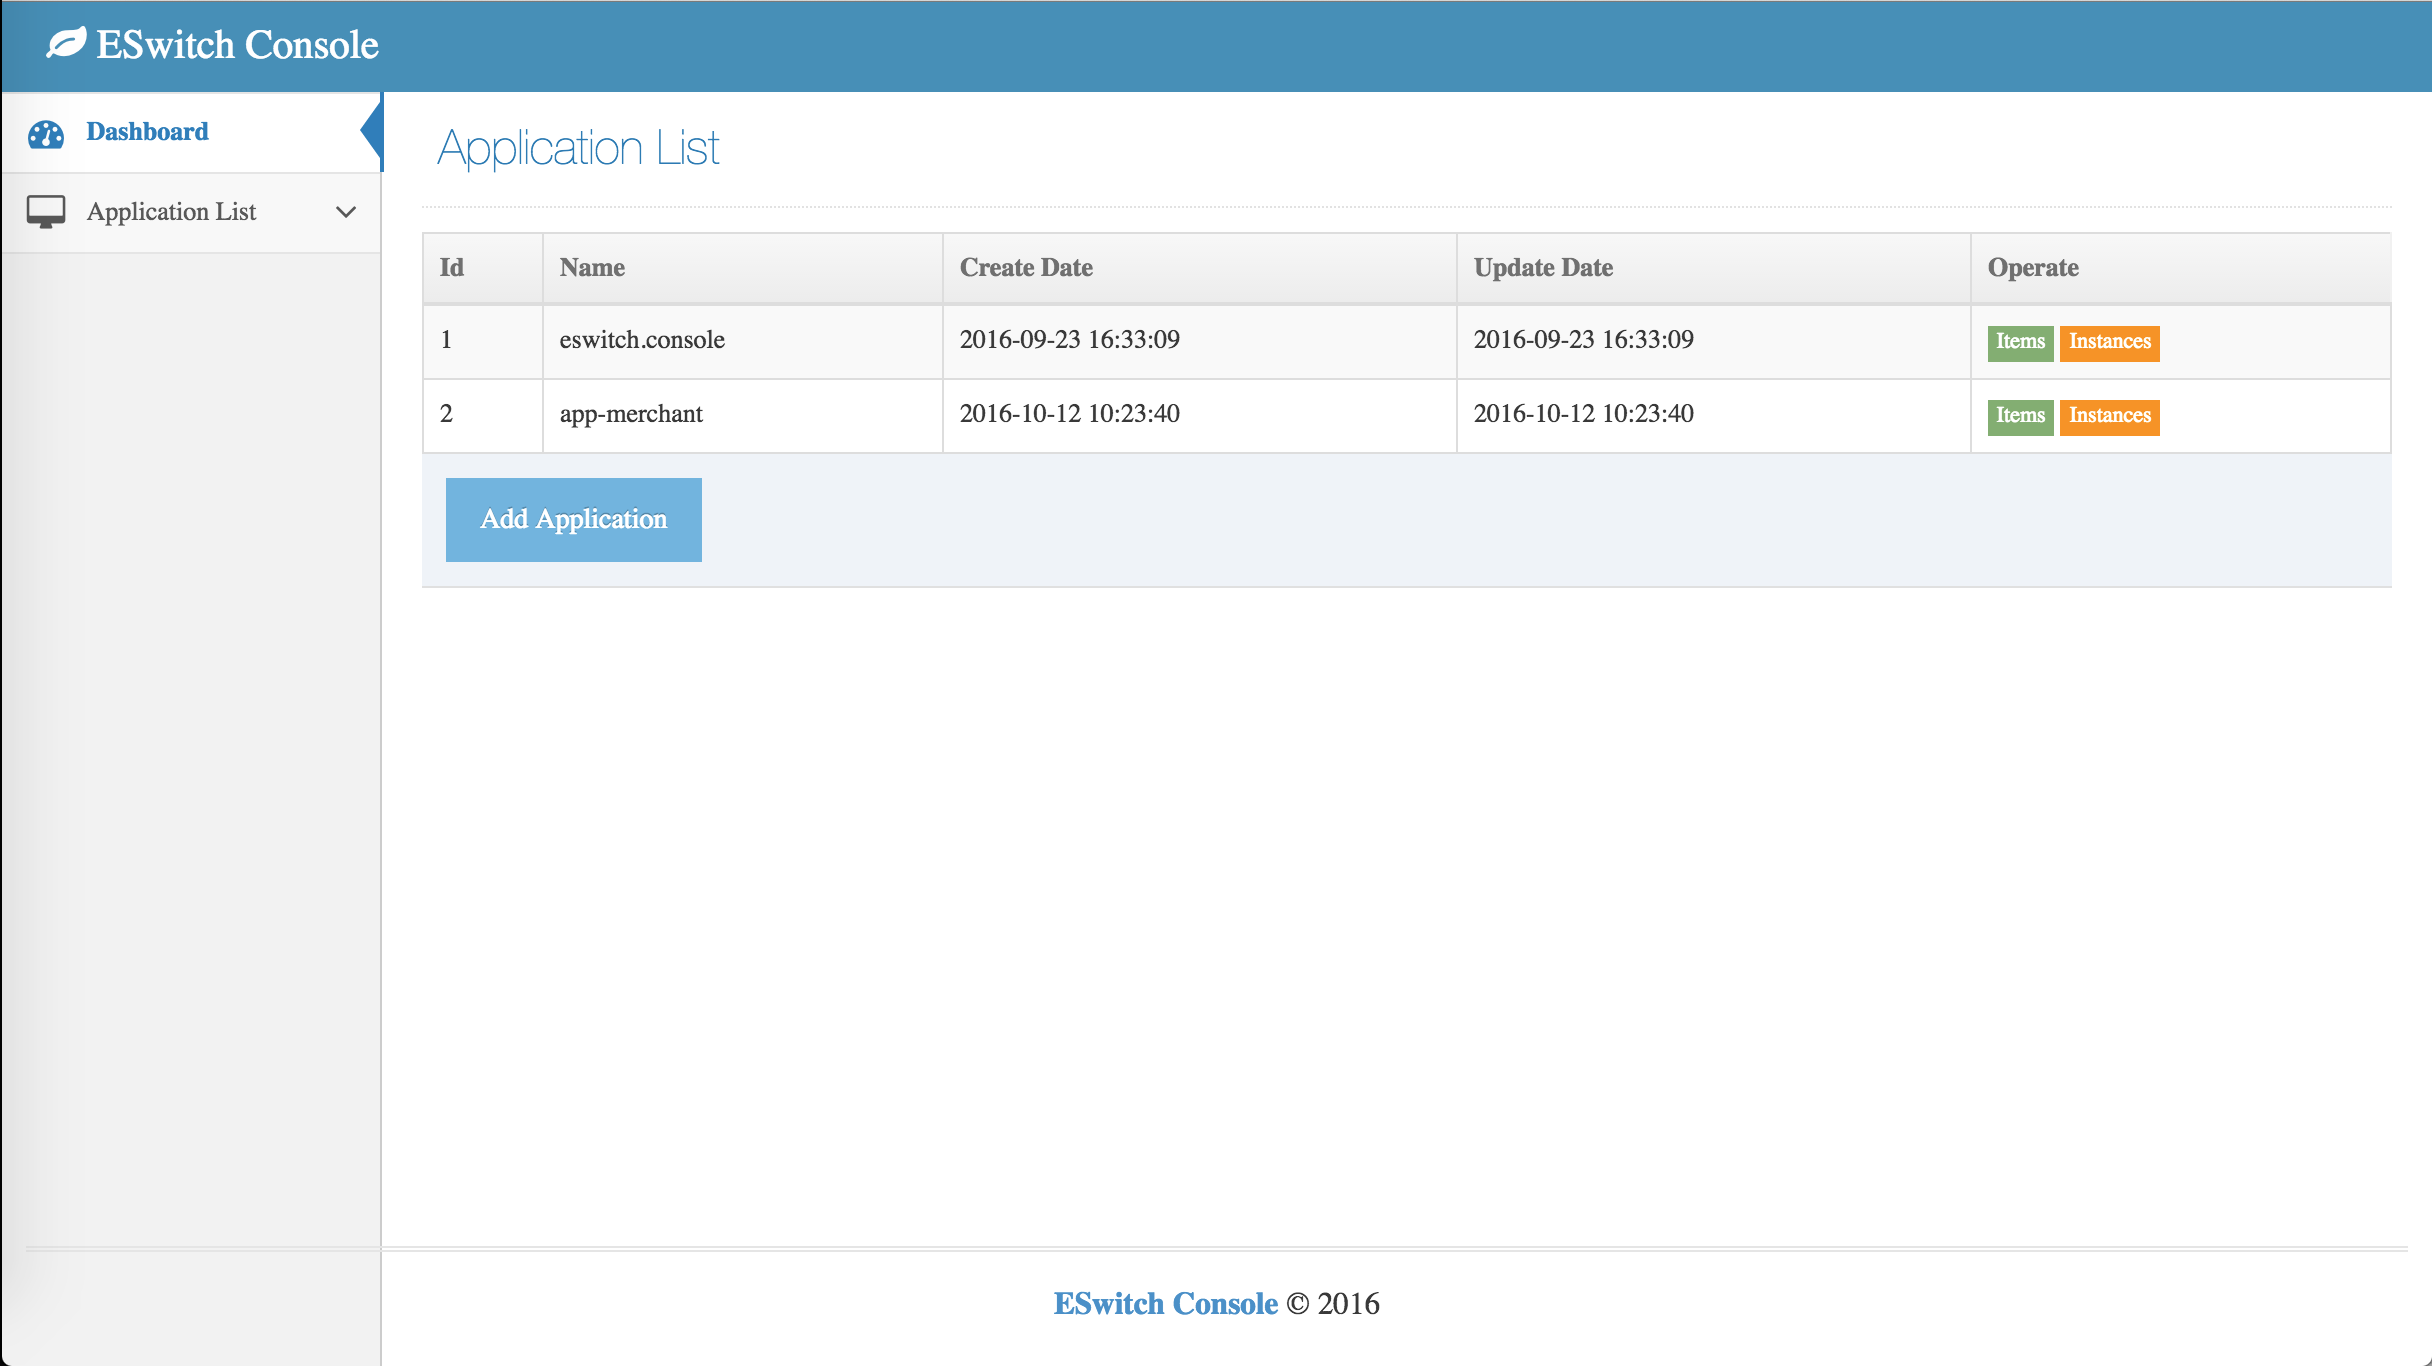 ESwitch Console
Dashboard
Application List
Application List
Id Name Create Date Update Date Operate
1 eswitch.console 2016-09-23 16:33:09 2016-09-23 16:33:09 Items Instances
2 app-merchant 2016-10-12 10:23:40 2016-10-12 10:23:40 Items Instances
Add Application
ESwitch Console © 2016